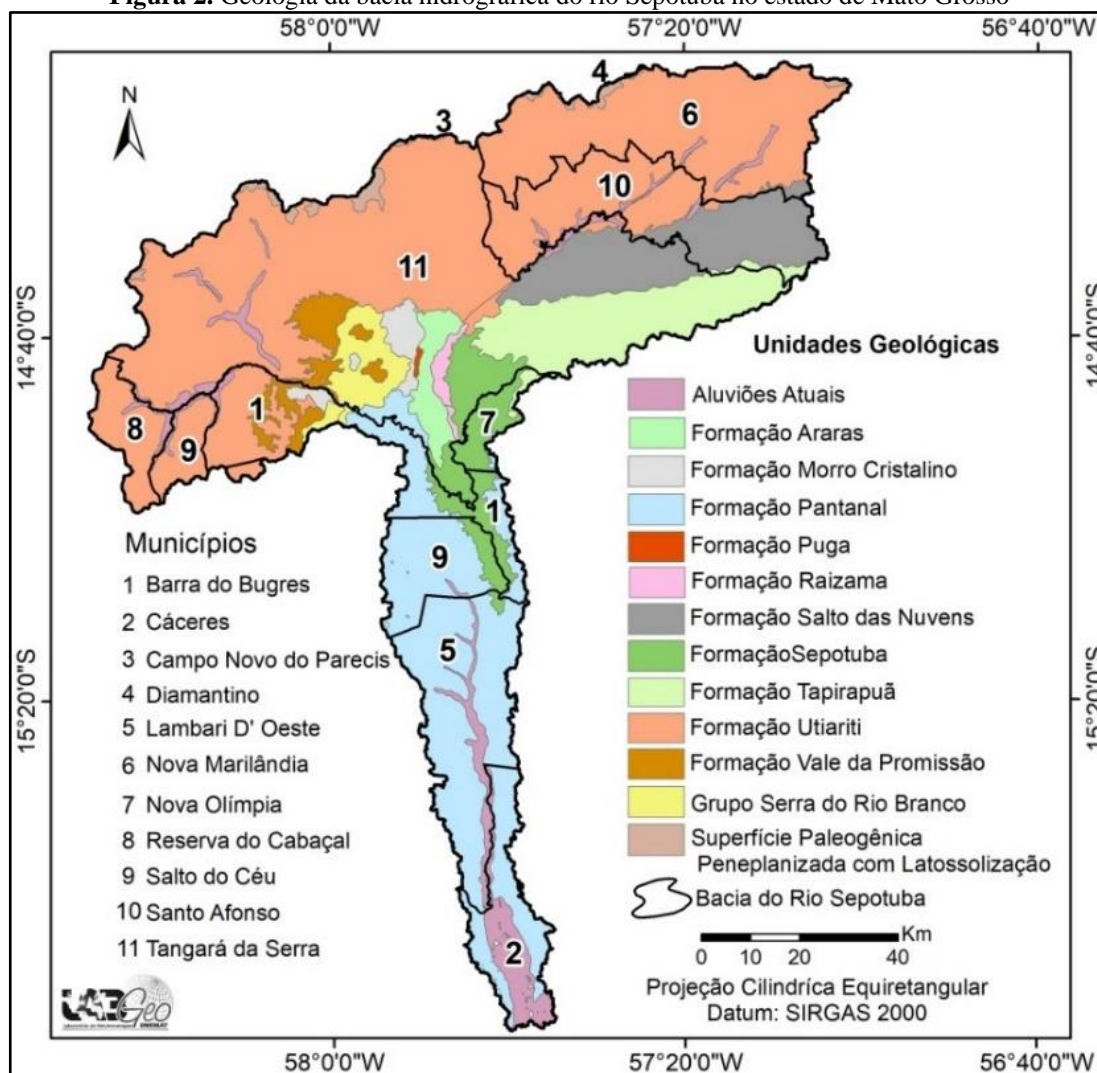 Figura 2. Geologia da bacia hidrográfica do rio Sepotuba no estado de Mato Grosso
58°0'0"W
57°20'0"W
56°40'0"W
N
4
3
6
10
11
14°40'0"S
14°40'0"S
8
9
1
7
1
9
5
2
15°20'0"S
15°20'0"S
Unidades Geológicas
Aluviões Atuais
Formação Araras
Formação Morro Cristalino
Formação Pantanal
Formação Puga
Formação Raizama
Formação Salto das Nuvens
FormaçãoSepotuba
Formação Tapirapuã
Formação Utiariti
Formação Vale da Promissão
Grupo Serra do Rio Branco
Superfície Paleogênica
Peneplanizada com Latossolização
Bacia do Rio Sepotuba
Km
0 10 20 40
Projeção Cilindríca Equiretangular
Datum: SIRGAS 2000
Municípios
1 Barra do Bugres
2 Cáceres
3 Campo Novo do Parecis
4 Diamantino
5 Lambari D' Oeste
6 Nova Marilândia
7 Nova Olímpia
8 Reserva do Cabaçal
9 Salto do Céu
10 Santo Afonso
11 Tangará da Serra
Geo
58°0'0"W
57°20'0"W
56°40'0"W